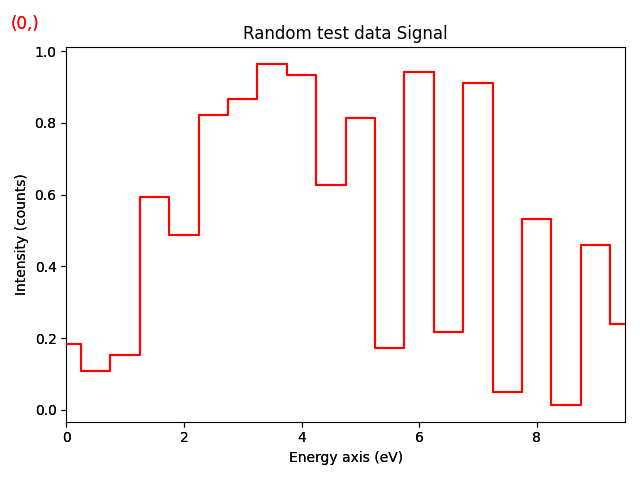 (0,)
Random test data Signal
1.0
0.8
0.6
0.4
0.2
0.0
Intensity (counts)
0 2 4 6 8
Energy axis (eV)